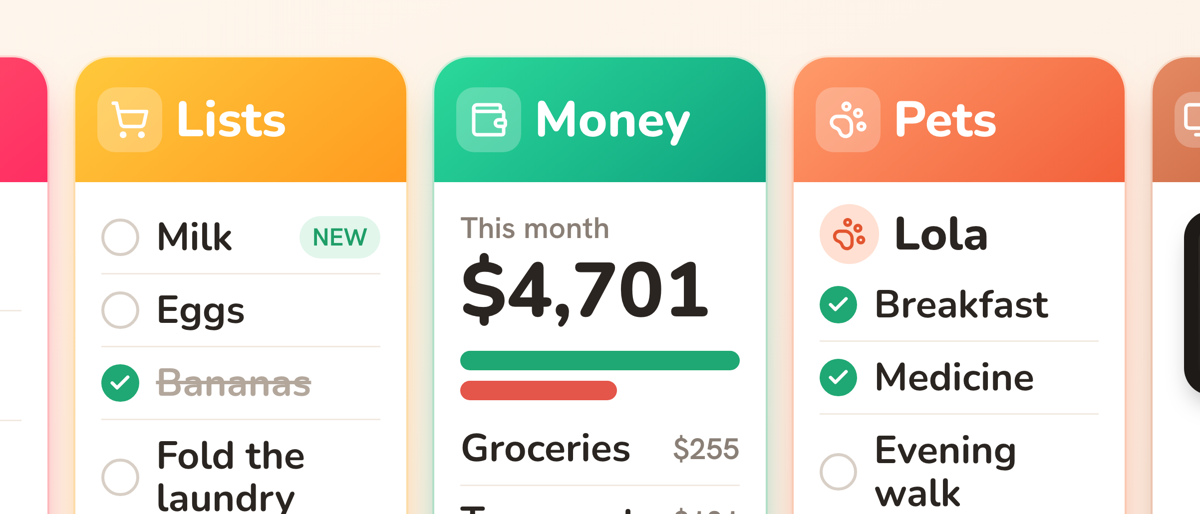 Lists
Milk
NEW
Eggs
Bananas
Fold the
laundry
Money
This month
$4,701
Groceries
$255
Pets
Lola
Breakfast
Medicine
Evening
walk